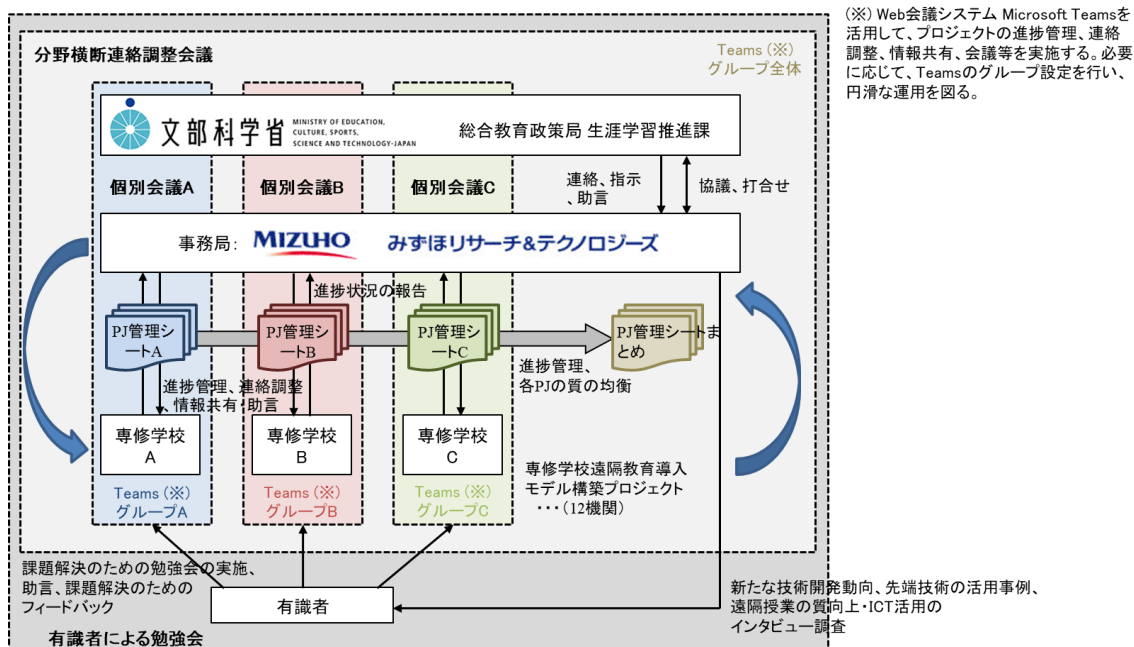 (※) Web会議システム Microsoft Teamsを
活用して、プロジェクトの進捗管理、連絡
調整、情報共有、会議等を実施する。必要
に応じて、Teamsのグループ設定を行い、
円滑な運用を図る。
分野横断連絡調整会議
Teams (※)
グループ全体
文部科学省
MINISTRY OF EDUCATION,
CULTURE, SPORTS,
SCIENCE AND TECHNOLOGY-JAPAN
総合教育政策局 生涯学習推進課
個別会議A
個別会議B
個別会議C
連絡、指示
、助言
協議、打合せ
事務局：
MIZUHO
みずほリサーチ&テクノロジーズ
進捗状況の報告
PJ管理シ
ートA
PJ管理シ
ートB
PJ管理シ
ートC
PJ管理シートま
とめ
進捗管理、
各PJの質の均衡
進捗管理、連絡調整
、情報共有・助言
専修学校
A
専修学校
B
専修学校
C
専修学校遠隔教育導入
モデル構築プロジェクト
・・・(12機関)
Teams (※)
グループA
Teams (※)
グループB
Teams (※)
グループC
課題解決のための勉強会の実施、
助言、課題解決のための
フィードバック
有識者
新たな技術開発動向、先端技術の活用事例、
遠隔授業の質向上・ICT活用の
インタビュー調査
有識者による勉強会